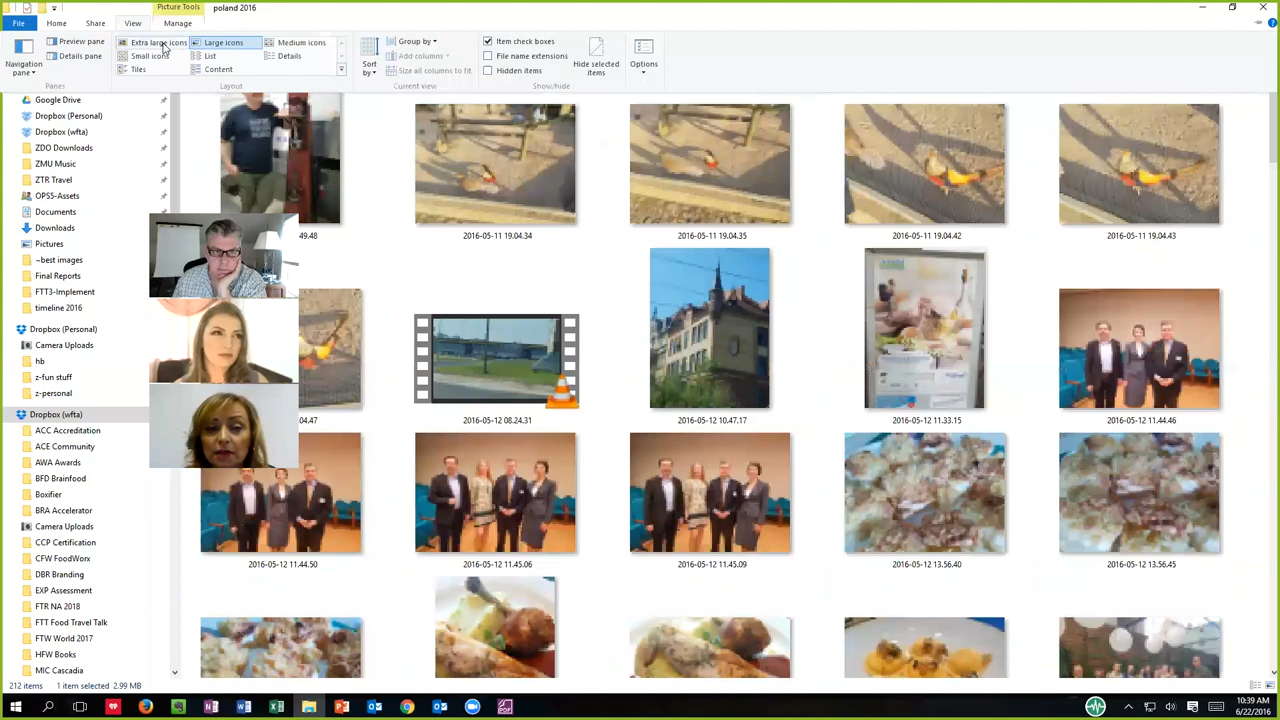 Picture Tools
poland 2016
File
Home
Share
View
Manage
Navigation pane
Preview pane
Details pane
Panes
Extra large icons
Large icons
Medium icons
Small icons
List
Details
Tiles
Content
Layout
Sort by
Group by
Add columns
Size all columns to fit
Current view
Item check boxes
File name extensions
Hidden items
Hide selected items
Show/hide
Options
Google Drive
Dropbox (Personal)
Dropbox (wfta)
ZDO Downloads
ZMU Music
ZTR Travel
OPS5-Assets
Documents
Downloads
Pictures
~best images
Final Reports
FTT3-Implement
timeline 2016
Dropbox (Personal)
Camera Uploads
hb
z-fun stuff
z-personal
Dropbox (wfta)
ACC Accreditation
ACE Community
AWA Awards
BFD Brainfood
Boxifier
BRA Accelerator
Camera Uploads
CCP Certification
CFW FoodWorx
DBR Branding
EXP Assessment
FTR NA 2018
FTT Food Travel Talk
FTW World 2017
HFW Books
MIC Cascadia
49.48
2016-05-11 19.04.34
2016-05-11 19.04.35
2016-05-11 19.04.42
2016-05-11 19.04.43
04.47
2016-05-12 08.24.31
2016-05-12 10.47.17
2016-05-12 11.33.15
2016-05-12 11.44.46
2016-05-12 11.44.50
2016-05-12 11.45.06
2016-05-12 11.45.09
2016-05-12 13.56.40
2016-05-12 13.56.45
212 items
1 item selected 2.99 MB
10:39 AM
6/22/2016